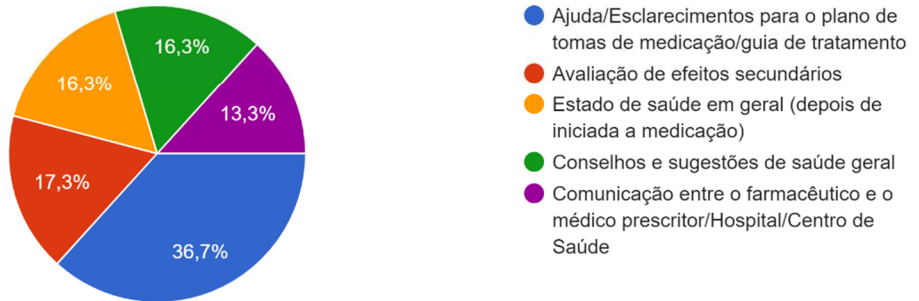 16,3%
16,3%
13,3%
17,3%
36,7%
Ajuda/Esclarecimentos para o plano de
tomas de medicação/guia de tratamento
Avaliação de efeitos secundários
Estado de saúde em geral (depois de
iniciada a medicação)
Conselhos e sugestões de saúde geral
Comunicação entre o farmacêutico e o
médico prescritor/Hospital/Centro de
Saúde